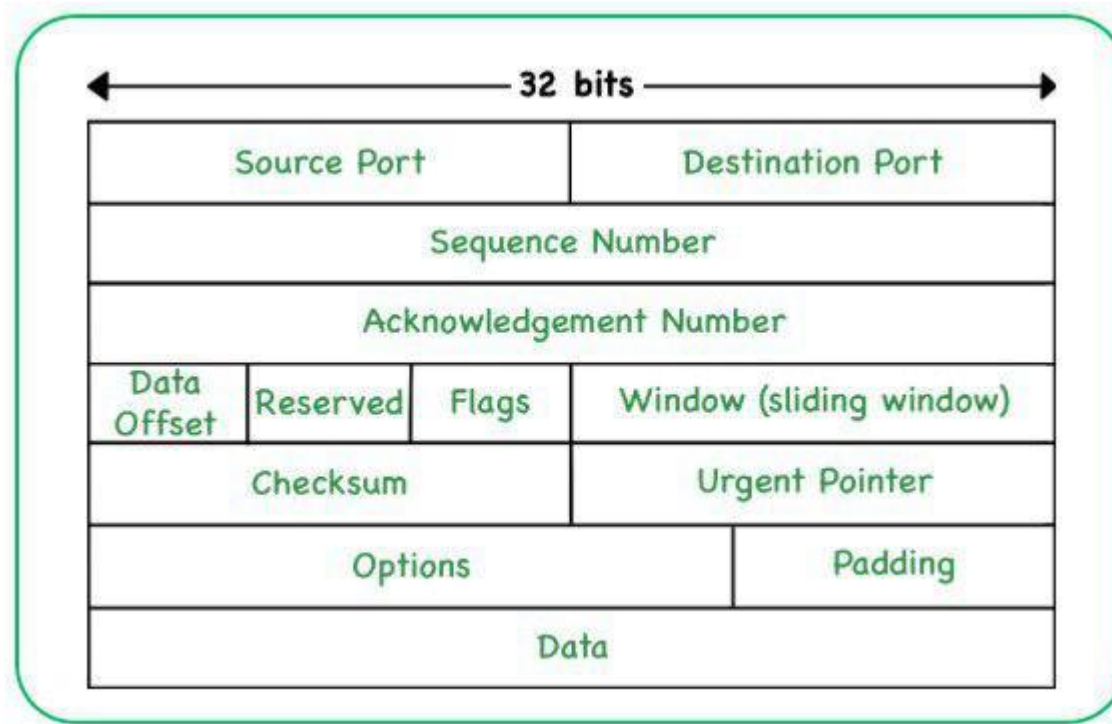 32 bits
Source Port Destination Port
Sequence Number
Acknowledgement Number
Data Offset Reserved Flags Window (sliding window)
Checksum Urgent Pointer
Options Padding
Data